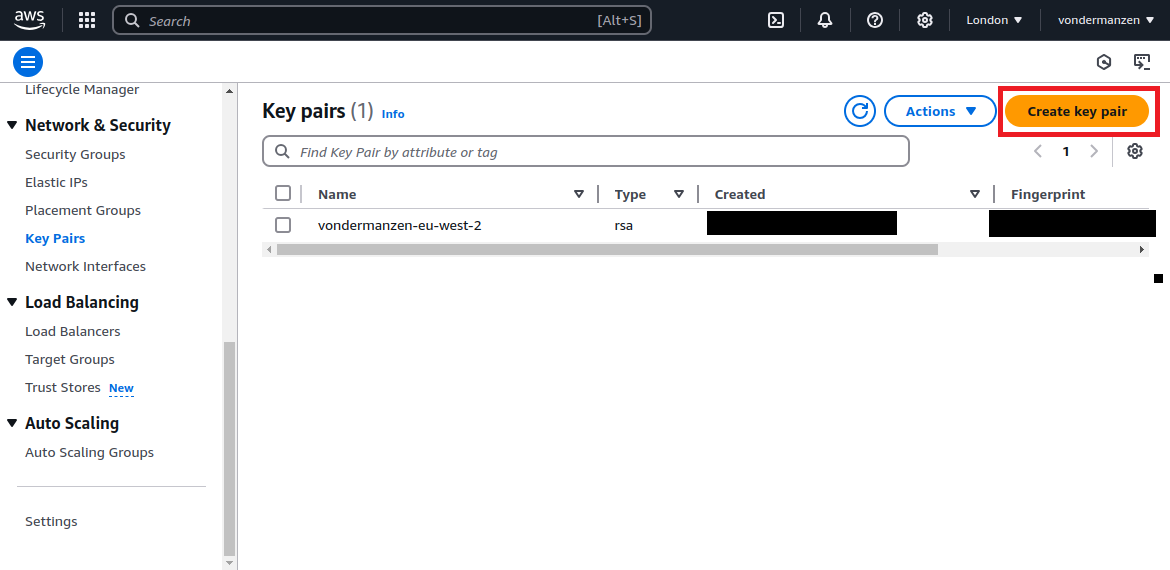 aws
Search [Alt+S] London vondermanzen
Lifecycle Manager
Network & Security
Security Groups
Elastic IPs
Placement Groups
Key Pairs
Network Interfaces
Load Balancing
Load Balancers
Target Groups
Trust Stores New
Auto Scaling
Auto Scaling Groups
Settings
Key pairs (1) Info
Actions
Create key pair
Find Key Pair by attribute or tag
1
Name Type Created Fingerprint
vondermanzen-eu-west-2 rsa